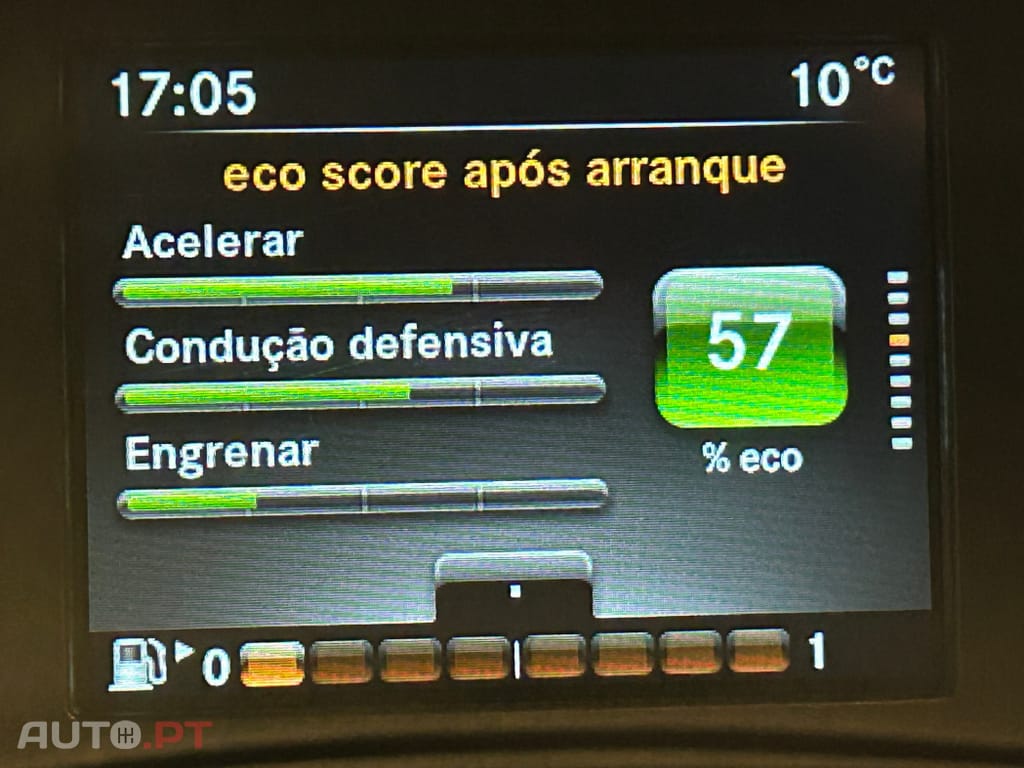 17:05 10°C
eco score após arranque
Acelerar
Condução defensiva
57
Engrenar
% eco
0 1
AUTO.PT